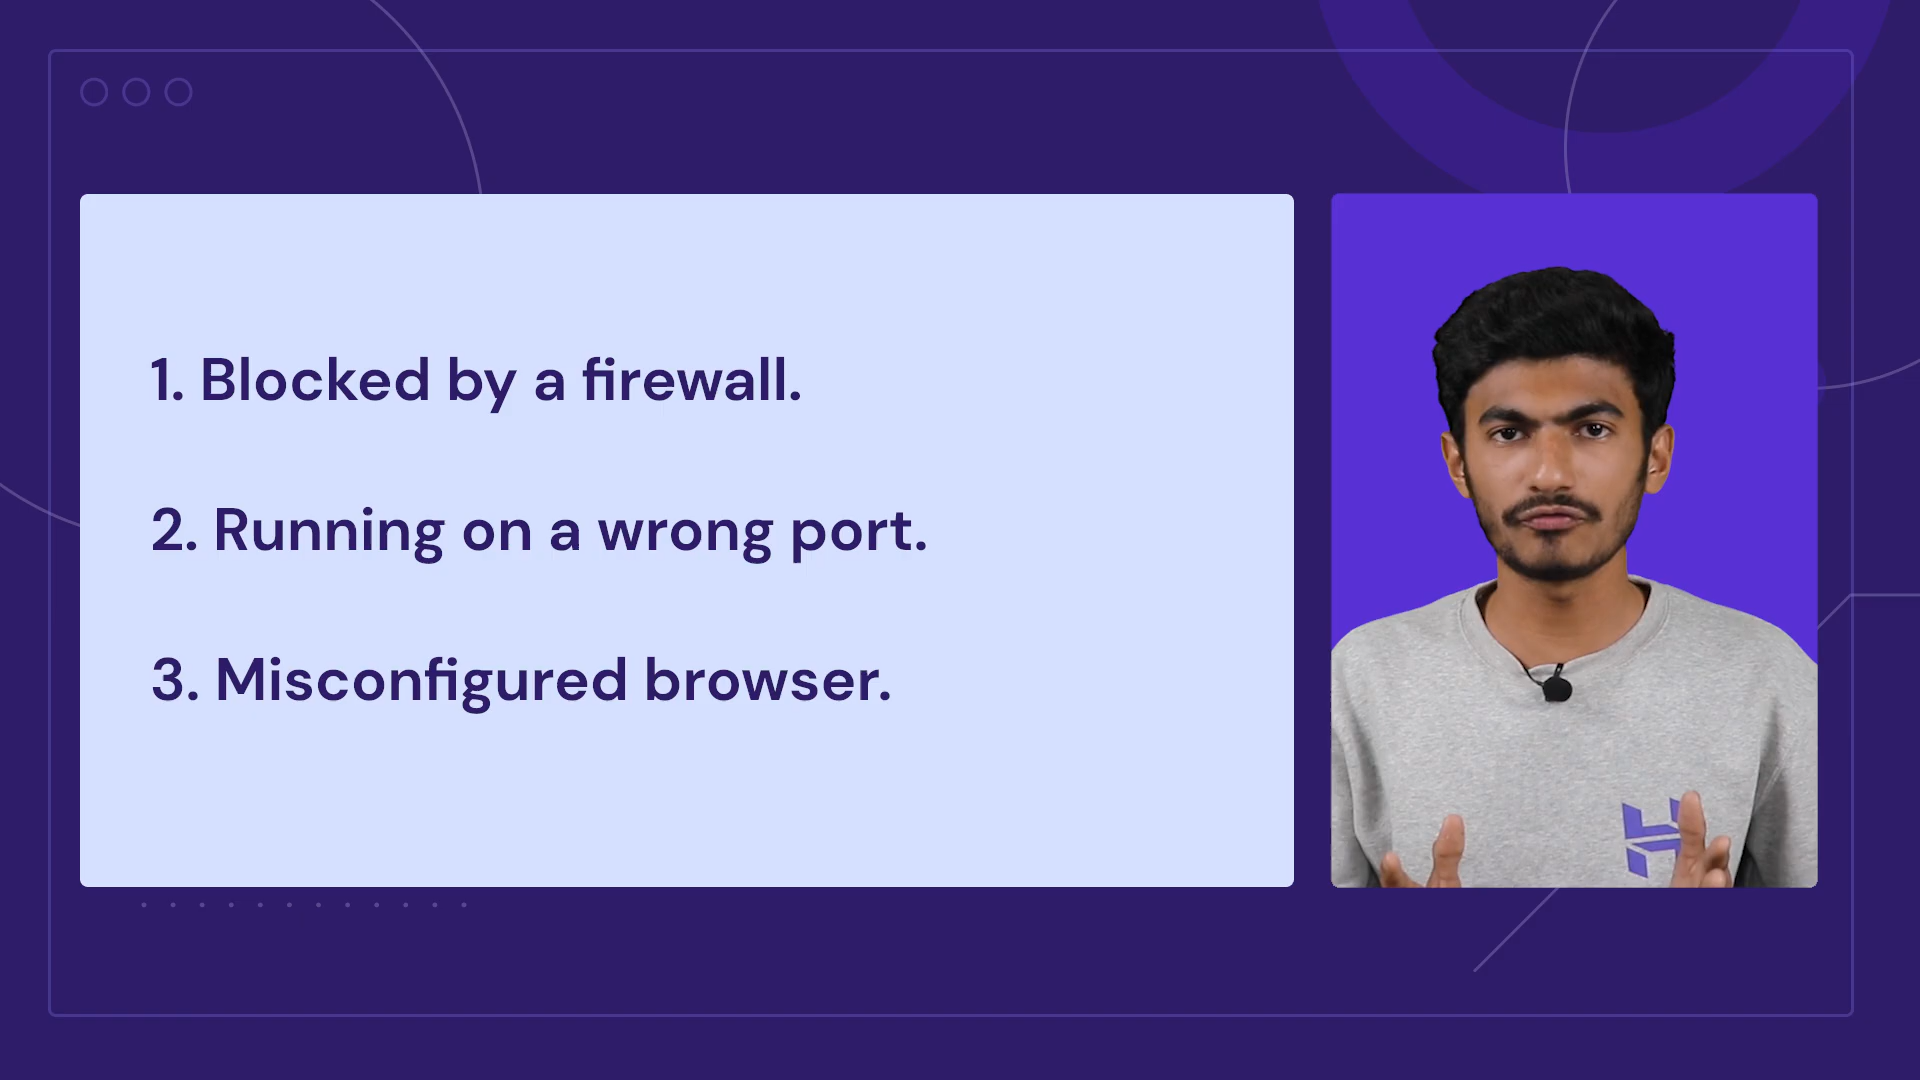 1. Blocked by a firewall.
2. Running on a wrong port.
3. Misconfigured browser.